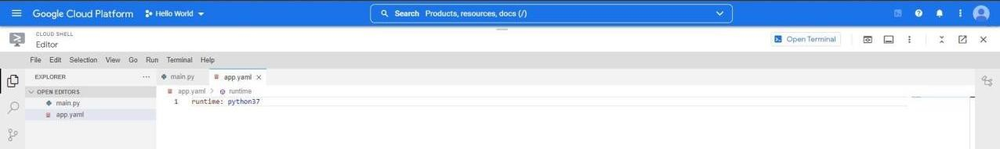 Google Cloud Platform Hello World Search Products, resources, docs (/)
CLOUD SHELL
Editor
Open Terminal
File Edit Selection View Go Run Terminal Help
EXPLORER ... main.py app.yaml
OPEN EDITORS
app.yaml > runtime
main.py
1 runtime: python37
app.yaml